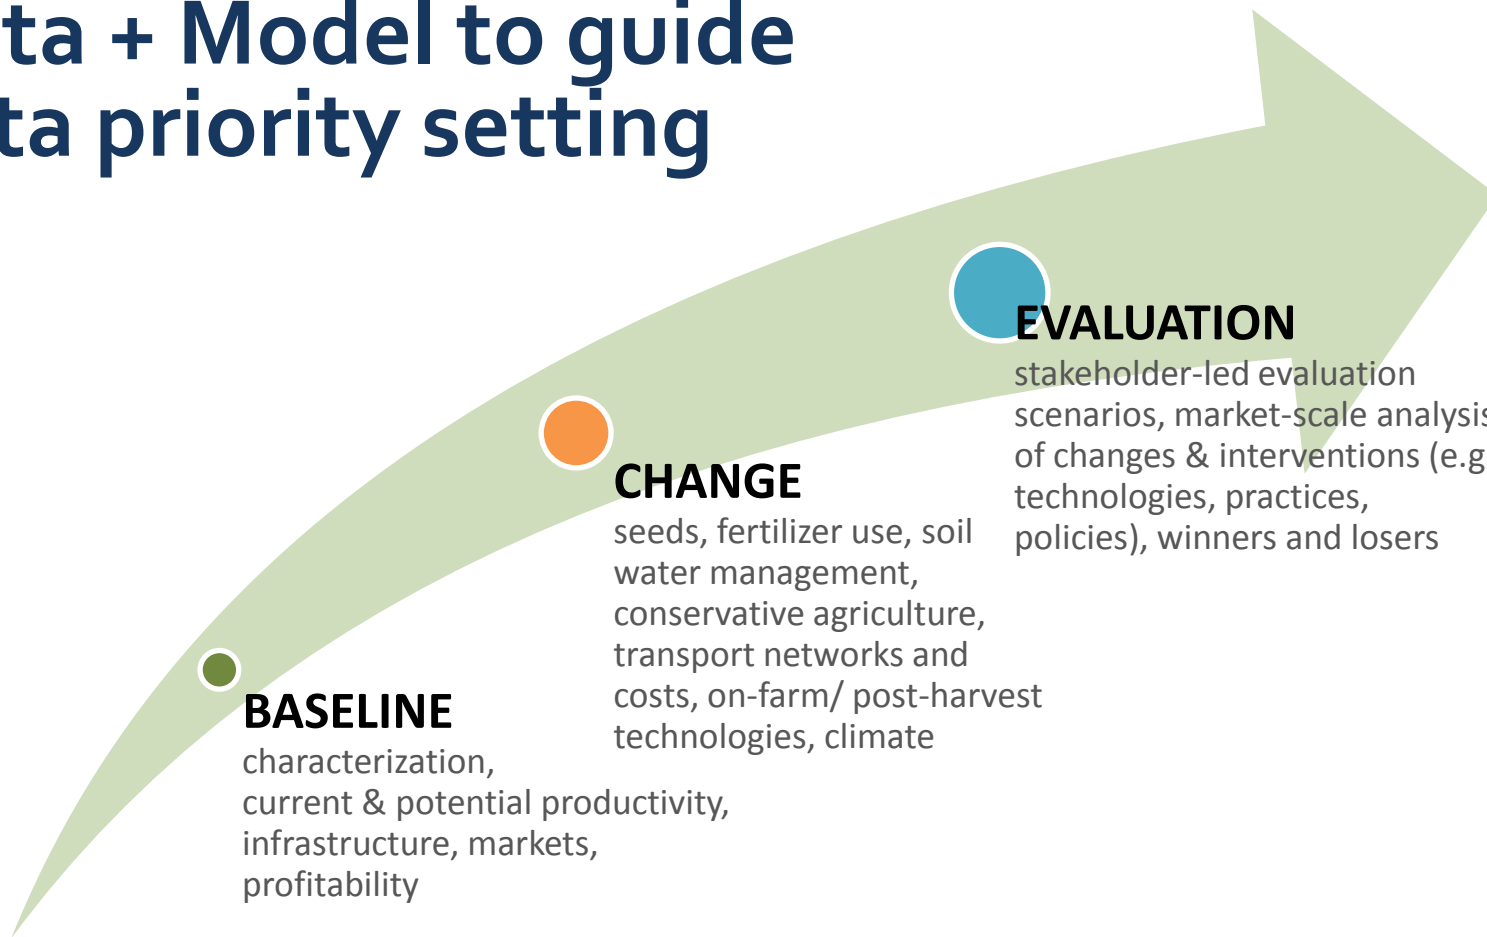 ta + Model to guide
ta priority setting
EVALUATION
stakeholder-led evaluation
scenarios, market-scale analysis
of changes & interventions (e.g
technologies, practices,
policies), winners and losers
CHANGE
seeds, fertilizer use, soil
water management,
conservative agriculture,
transport networks and
costs, on-farm/ post-harvest
technologies, climate
BASELINE
characterization,
current & potential productivity,
infrastructure, markets,
profitability